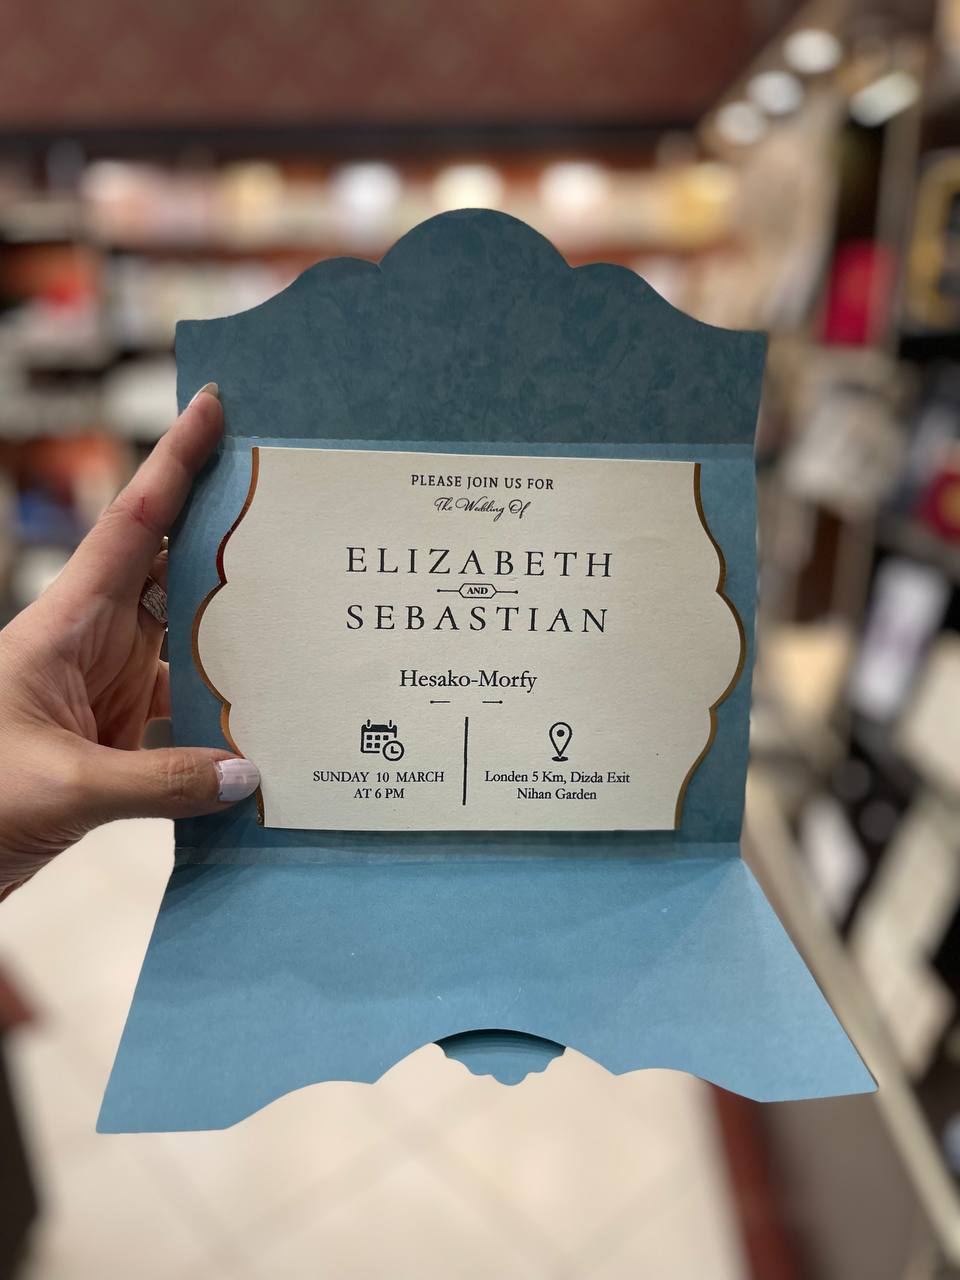 PLEASE JOIN US FOR
The Wedding Of
ELIZABETH
AND
SEBASTIAN
Hesako-Morfy
SUNDAY 10 MARCH
AT 6 PM
Londen 5 Km, Dizda Exit
Nihan Garden